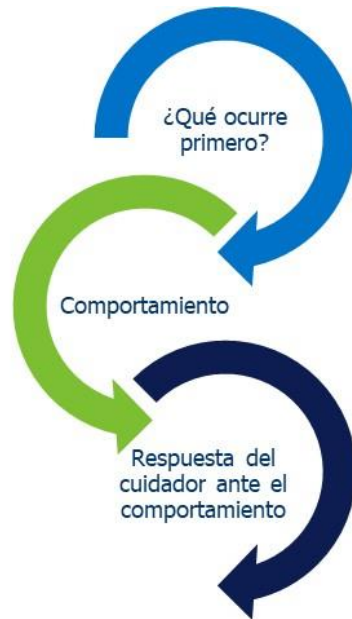 ¿Qué ocurre
primero?
Comportamiento
Respuesta del
cuidador ante el
comportamiento